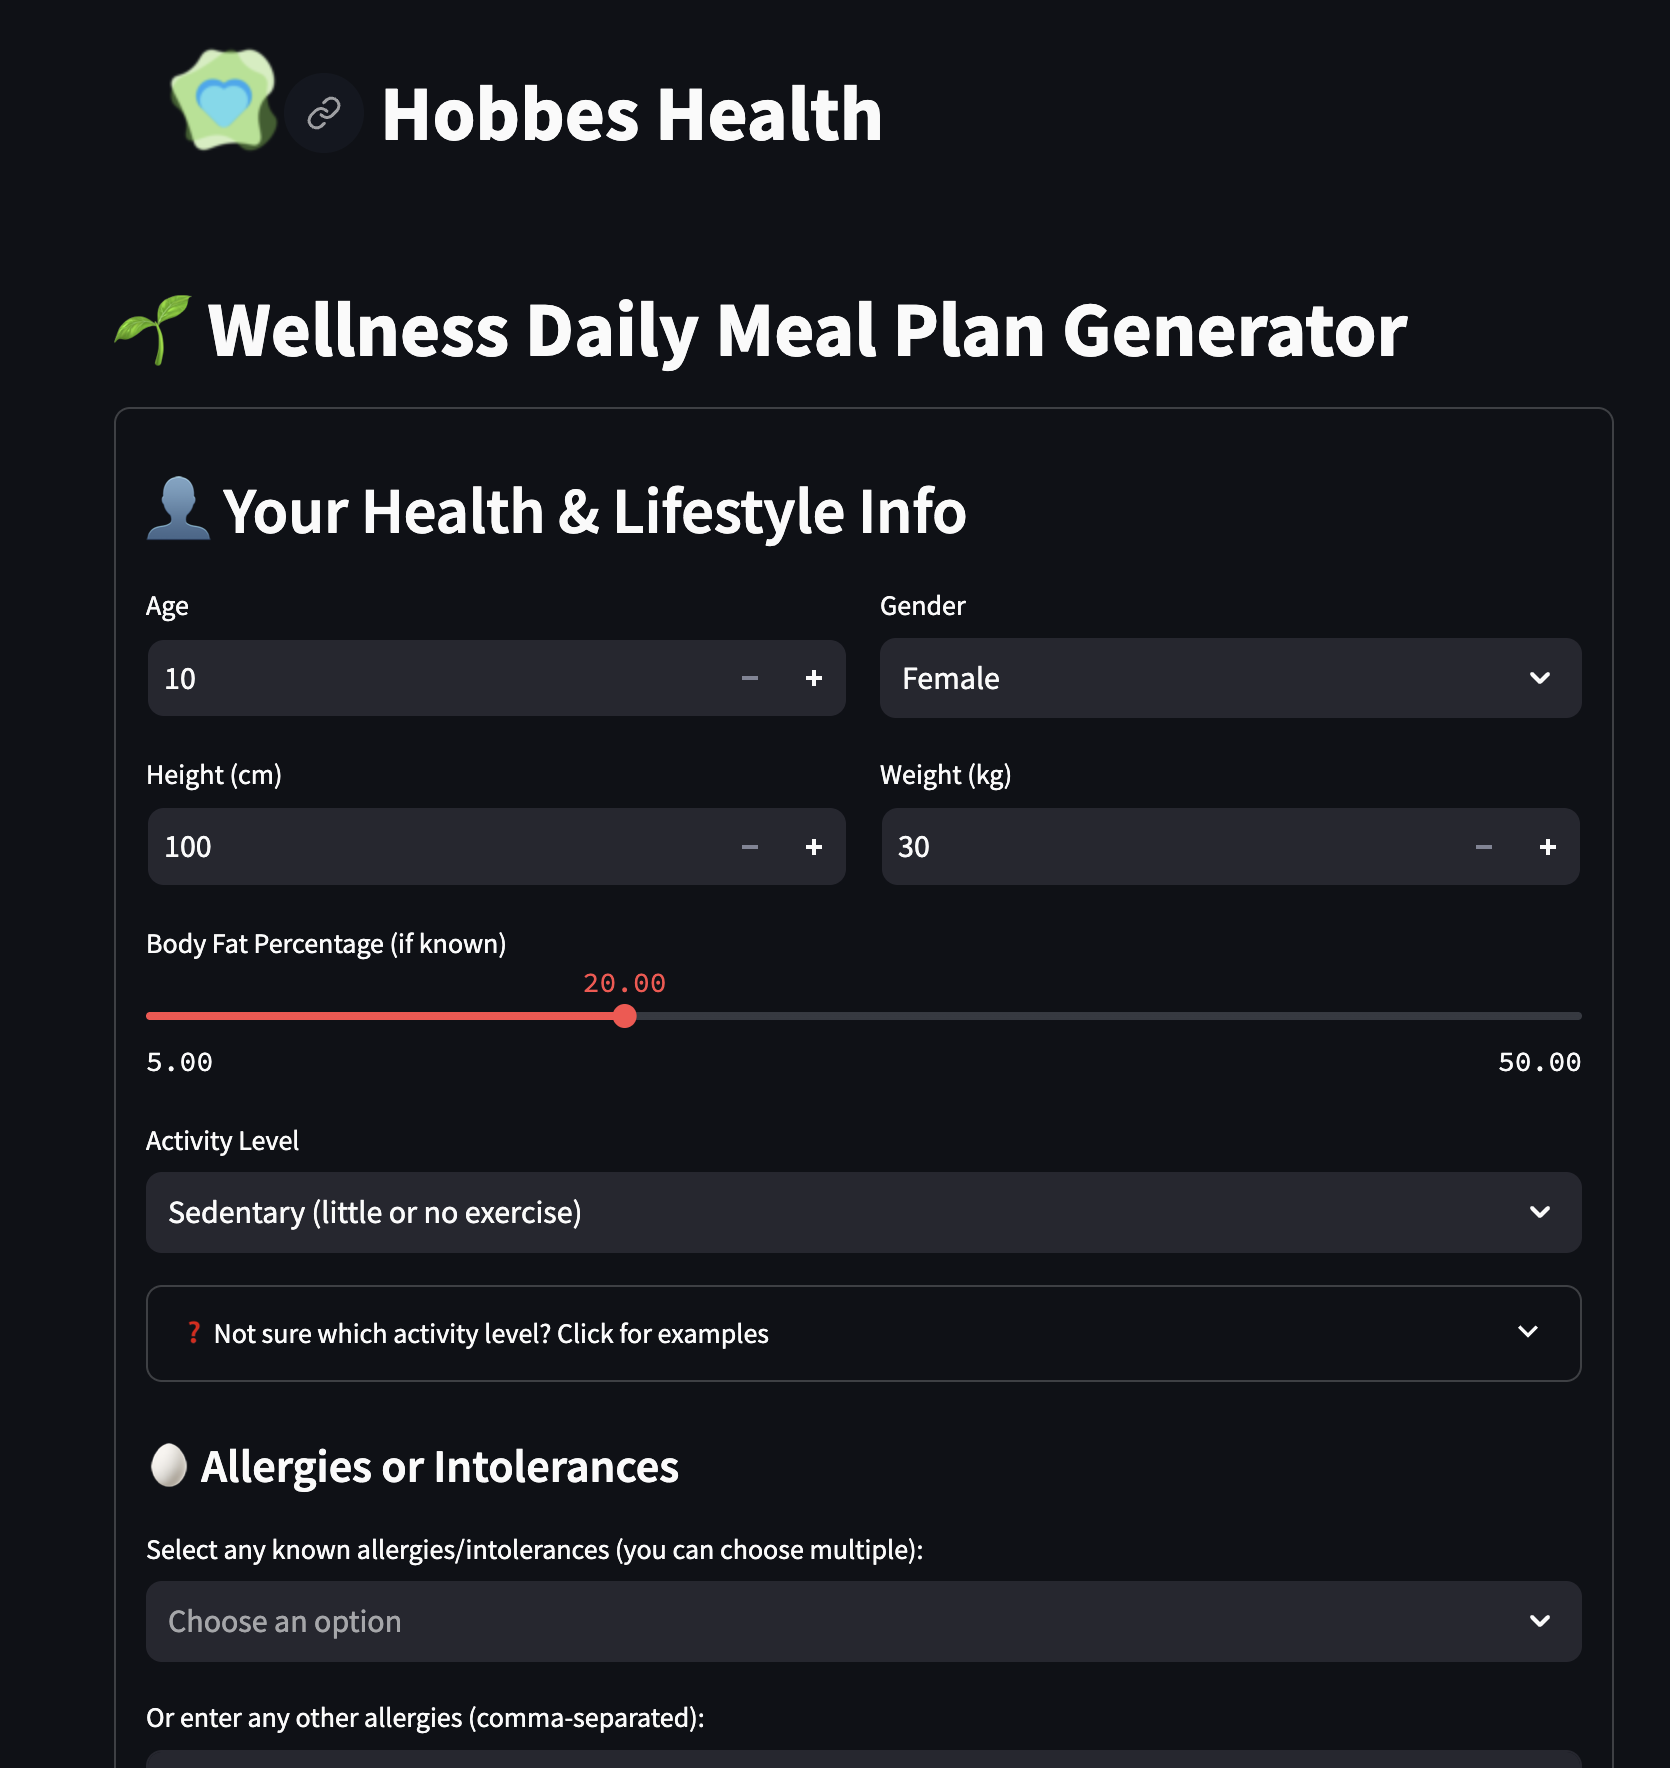 Hobbes Health
Wellness Daily Meal Plan Generator
Your Health & Lifestyle Info
Age
Gender
10
Female
Height (cm)
Weight (kg)
100
30
Body Fat Percentage (if known)
20.00
5.00
50.00
Activity Level
Sedentary (little or no exercise)
❓ Not sure which activity level? Click for examples
Allergies or Intolerances
Select any known allergies/intolerances (you can choose multiple):
Choose an option
Or enter any other allergies (comma-separated):